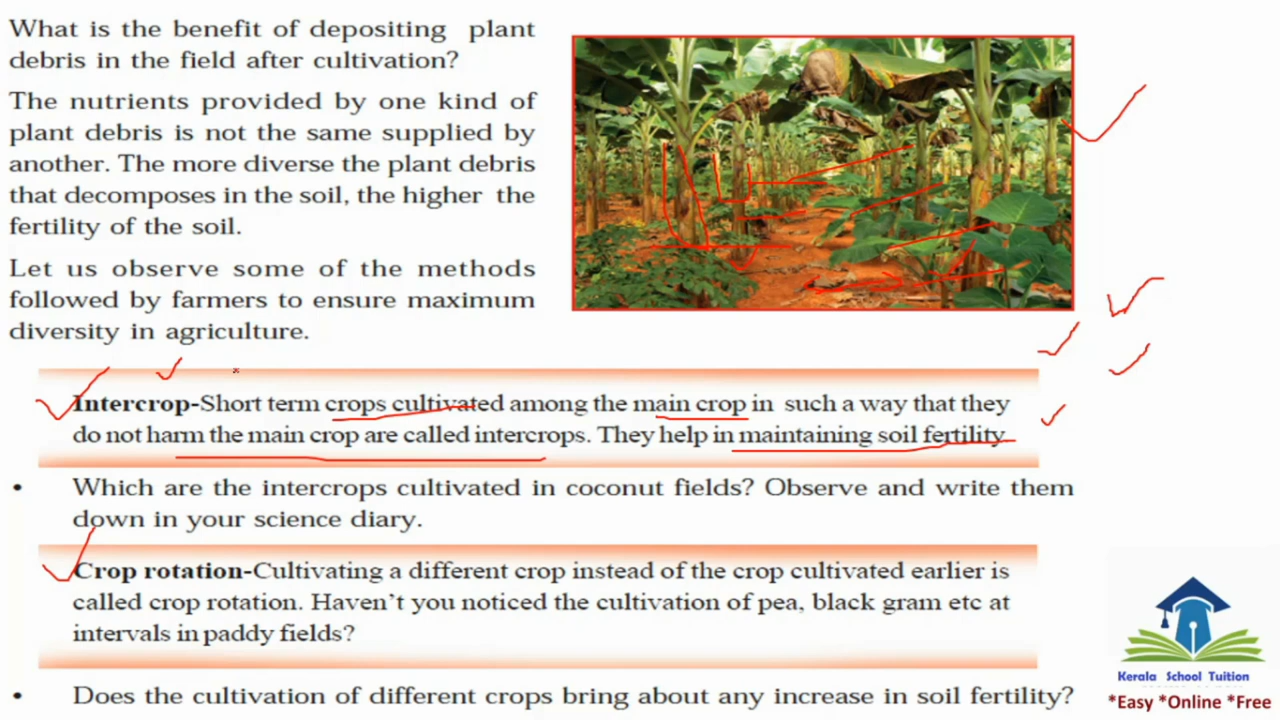 What is the benefit of depositing plant
debris in the field after cultivation?
The nutrients provided by one kind of
plant debris is not the same supplied by
another. The more diverse the plant debris
that decomposes in the soil, the higher the
fertility of the soil.
Let us observe some of the methods
followed by farmers to ensure maximum
diversity in agriculture.
Intercrop-Short term crops cultivated among the main crop in such a way that they
do not harm the main crop are called intercrops. They help in maintaining soil fertility
• Which are the intercrops cultivated in coconut fields? Observe and write them
down in your science diary.
Crop rotation-Cultivating a different crop instead of the crop cultivated earlier is
called crop rotation. Haven't you noticed the cultivation of pea, black gram etc at
intervals in paddy fields?
• Does the cultivation of different crops bring about any increase in soil fertility?
Kerala School Tuition
*Easy *Online *Free